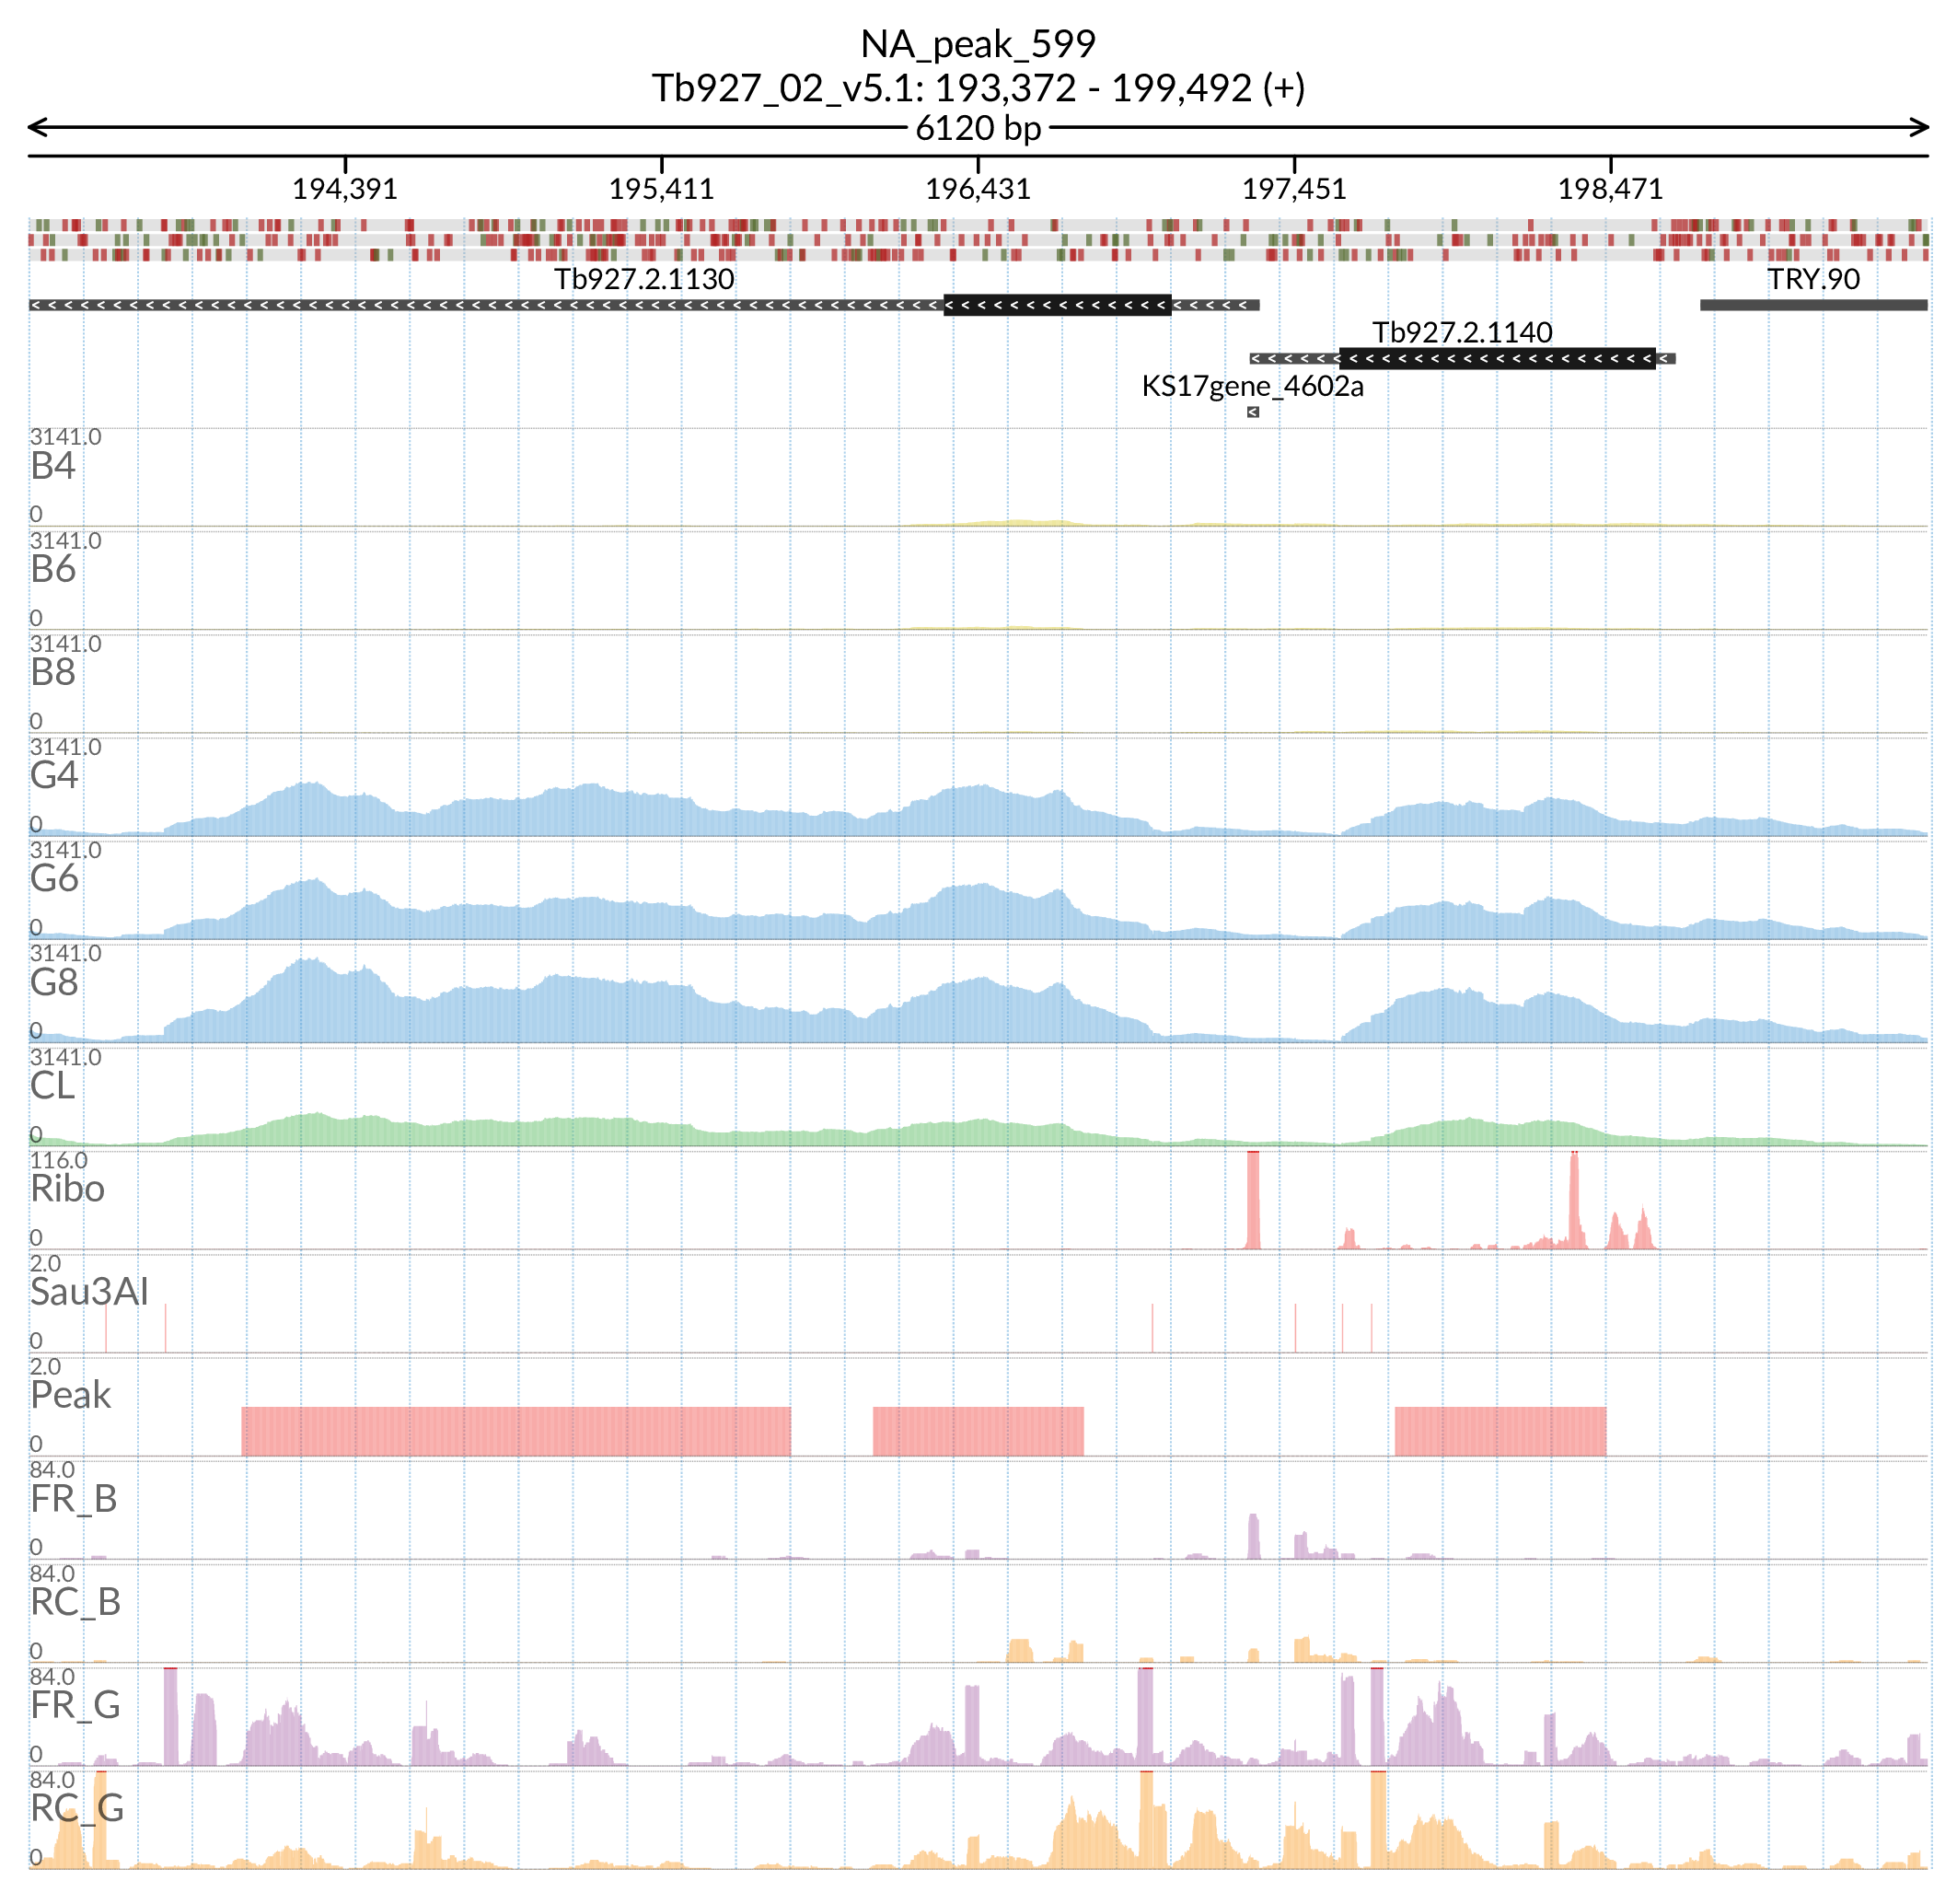 NA_peak_599
Tb927_02_v5.1: 193,372 - 199,492 (+)
6120 bp
194,391 195,411 196,431 197,451 198,471
Tb927.2.1130 TRY.90
Tb927.2.1140
KS17gene_4602a
3141.0
B4
0
3141.0
B6
0
3141.0
B8
0
3141.0
G4
0
3141.0
G6
0
3141.0
G8
0
3141.0
CL
0
116.0
Ribo
0
2.0
Sau3AI
0
2.0
Peak
0
84.0
FR_B
0
84.0
RC_B
0
84.0
FR_G
0
84.0
RC_G
0